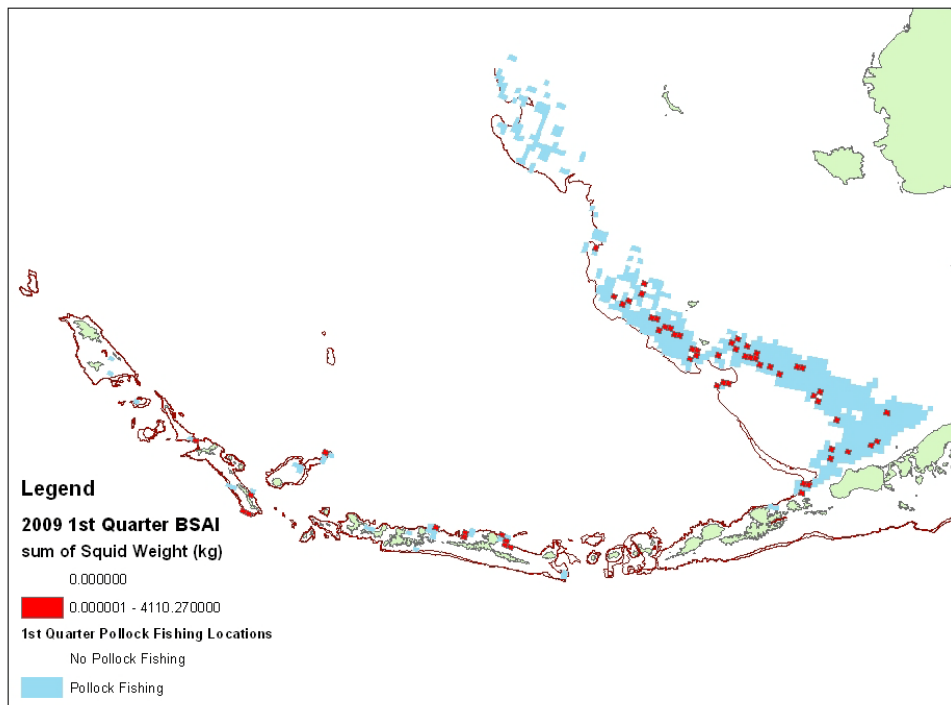 Legend
2009 1st Quarter BSAI
sum of Squid Weight (kg)
0.000000
0.000001 - 4110.270000
1st Quarter Pollock Fishing Locations
No Pollock Fishing
Pollock Fishing